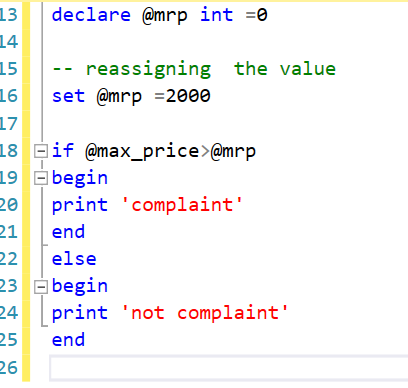 13 declare @mrp int =0
14
15 -- reassigning  the value
16 set @mrp =2000
17
18 if @max_price>@mrp
19 begin
20 print 'complaint'
21 end
22 else
23 begin
24 print 'not complaint'
25 end
26